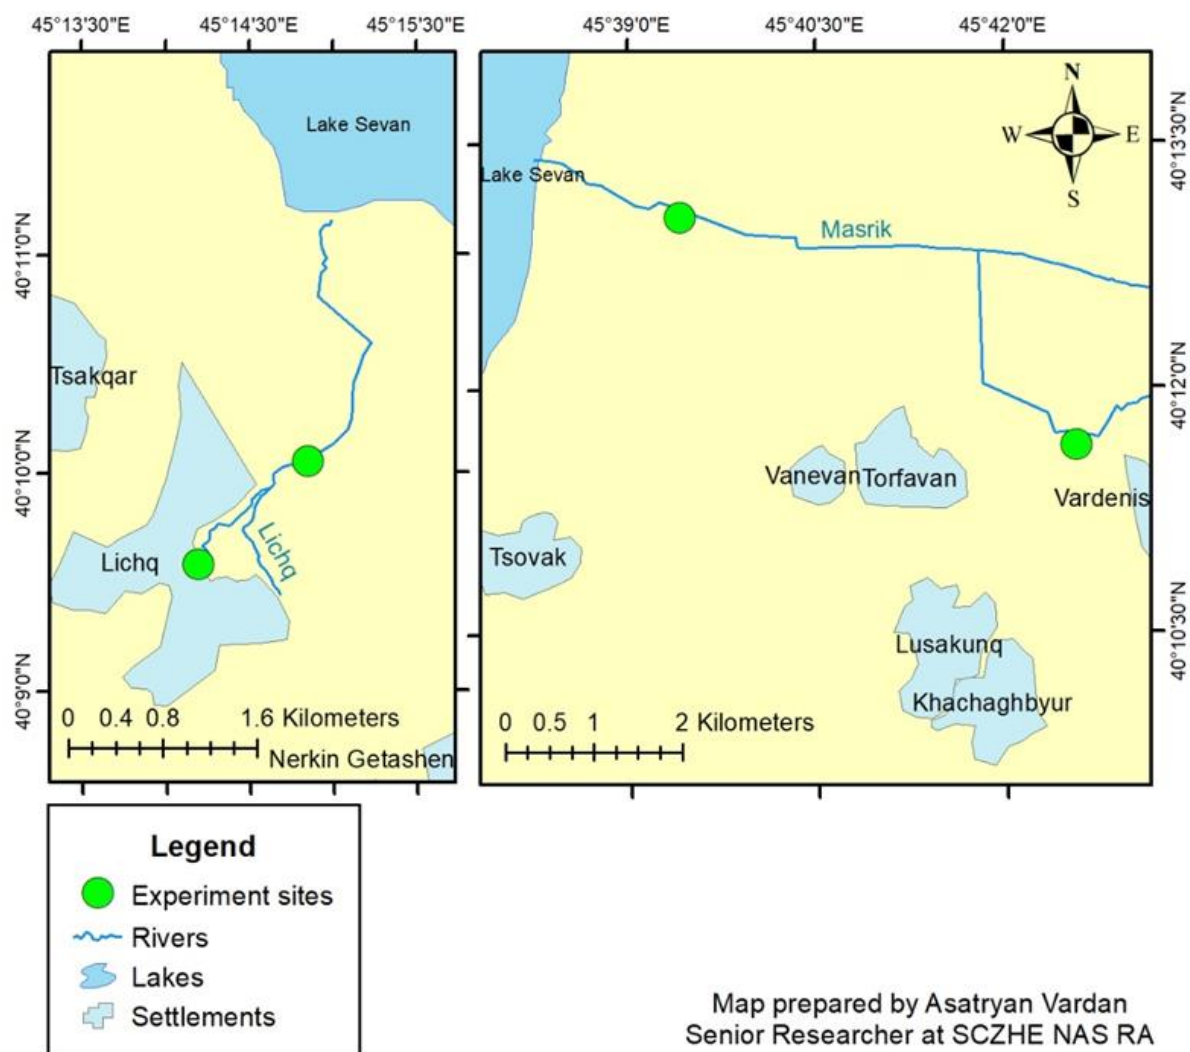 45°13'30"E 45°14'30"E 45°15'30"E
45°39'0"E 45°40'30"E 45°42'0"E
40°11'0"N
40°10'0"N
40°9'0"N
Lake Sevan
Tsakqar
Lichq
Lichq
0 0.4 0.8 1.6 Kilometers
Nerkin Getashen
N
W E
S
Lake Sevan
Masrik
Vanevan
Torfavan
Vardenis
Tsovak
Lusakunq
Khachaghbyur
0 0.5 1 2 Kilometers
40°13'30"N
40°12'0"N
40°10'30"N
Legend
Experiment sites
Rivers
Lakes
Settlements
Map prepared by Asatryan Vardan
Senior Researcher at SCZHE NAS RA